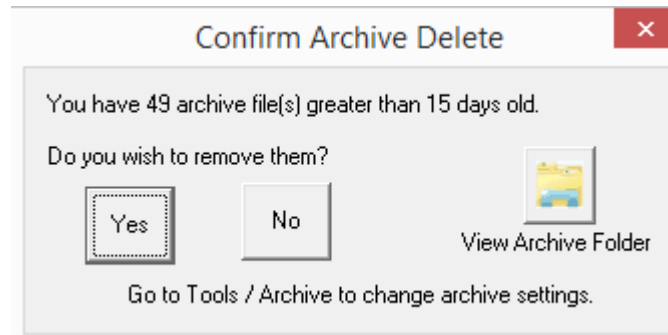 Confirm Archive Delete
You have 49 archive file(s) greater than 15 days old.
Do you wish to remove them?
Yes
No
View Archive Folder
Go to Tools / Archive to change archive settings.